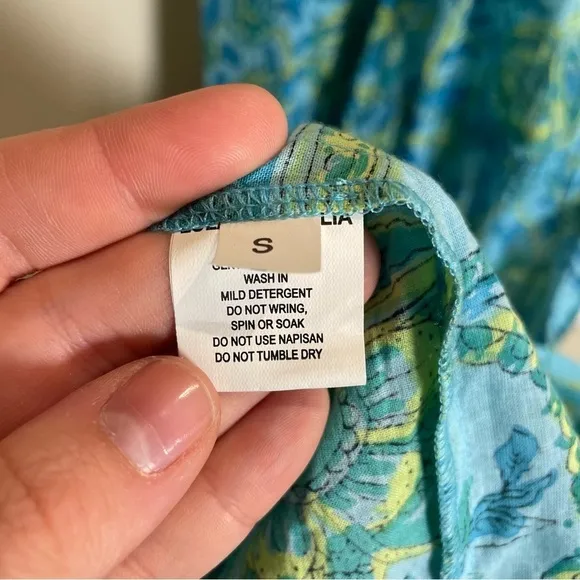 S
WASH IN
MILD DETERGENT
DO NOT WRING,
SPIN OR SOAK
DO NOT USE NAPISAN
DO NOT TUMBLE DRY